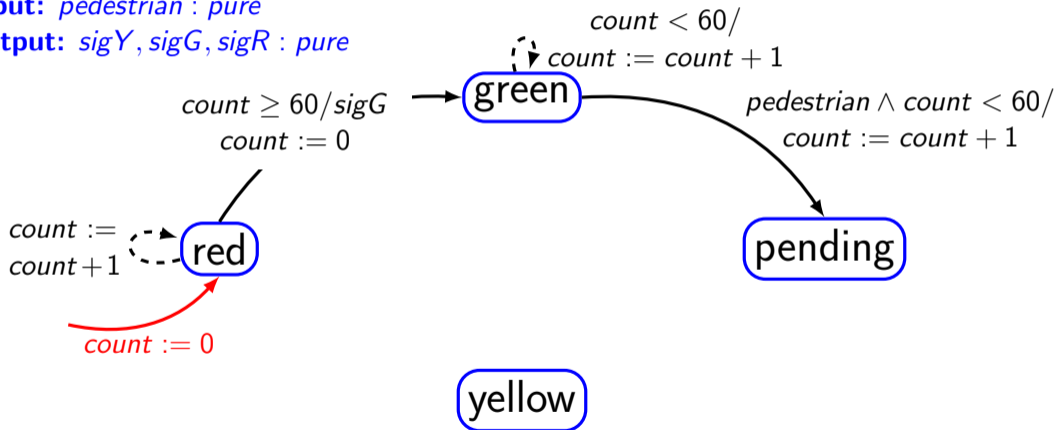 put: pedestrian : pure
tput: sigY, sigG, sigR : pure
count < 60/
count := count + 1
green
count ≥ 60/sigG
count := 0
pedestrian ∧ count < 60/
count := count + 1
count :=
count + 1
red
pending
count := 0
yellow